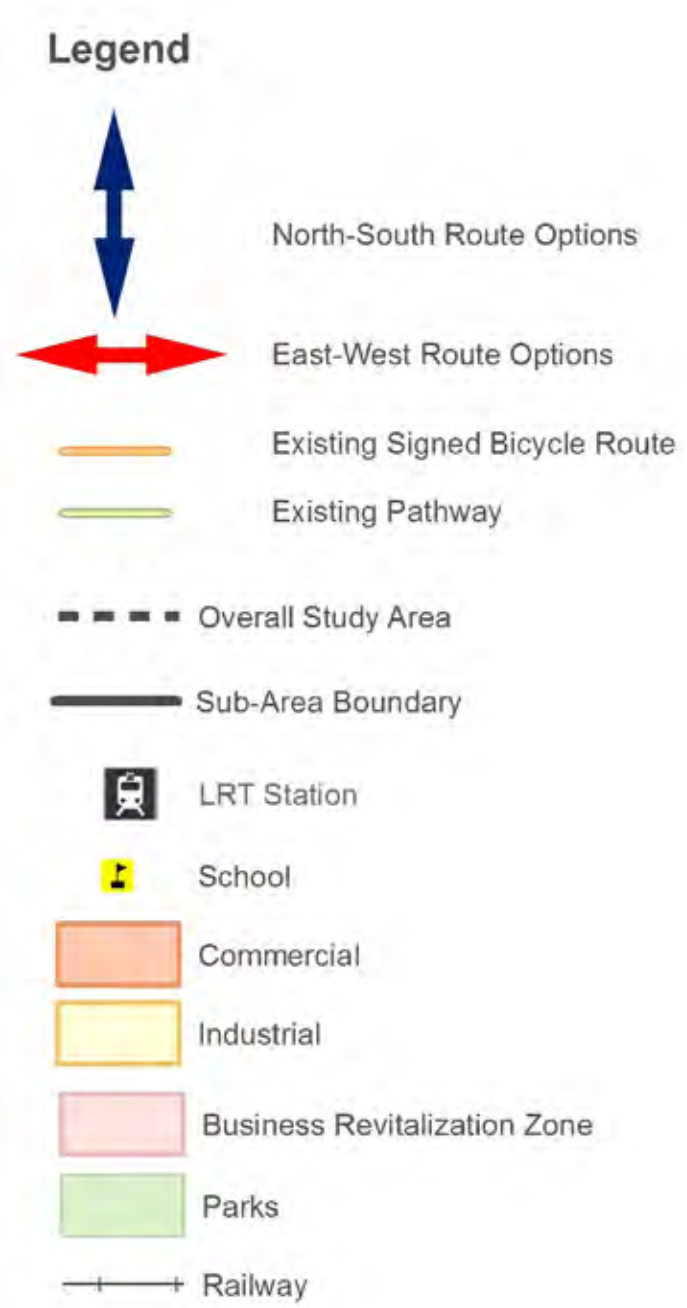 Legend
North-South Route Options
East-West Route Options
Existing Signed Bicycle Route
Existing Pathway
Overall Study Area
Sub-Area Boundary
LRT Station
School
Commercial
Industrial
Business Revitalization Zone
Parks
Railway